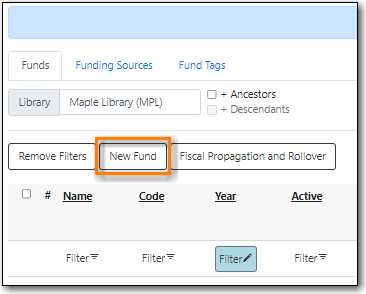 Funds Funding Sources Fund Tags
Library Maple Library (MPL) + Ancestors
+ Descendants
Remove Filters New Fund Fiscal Propagation and Rollover
# Name Code Year Active
Filter Filter Filter Filter